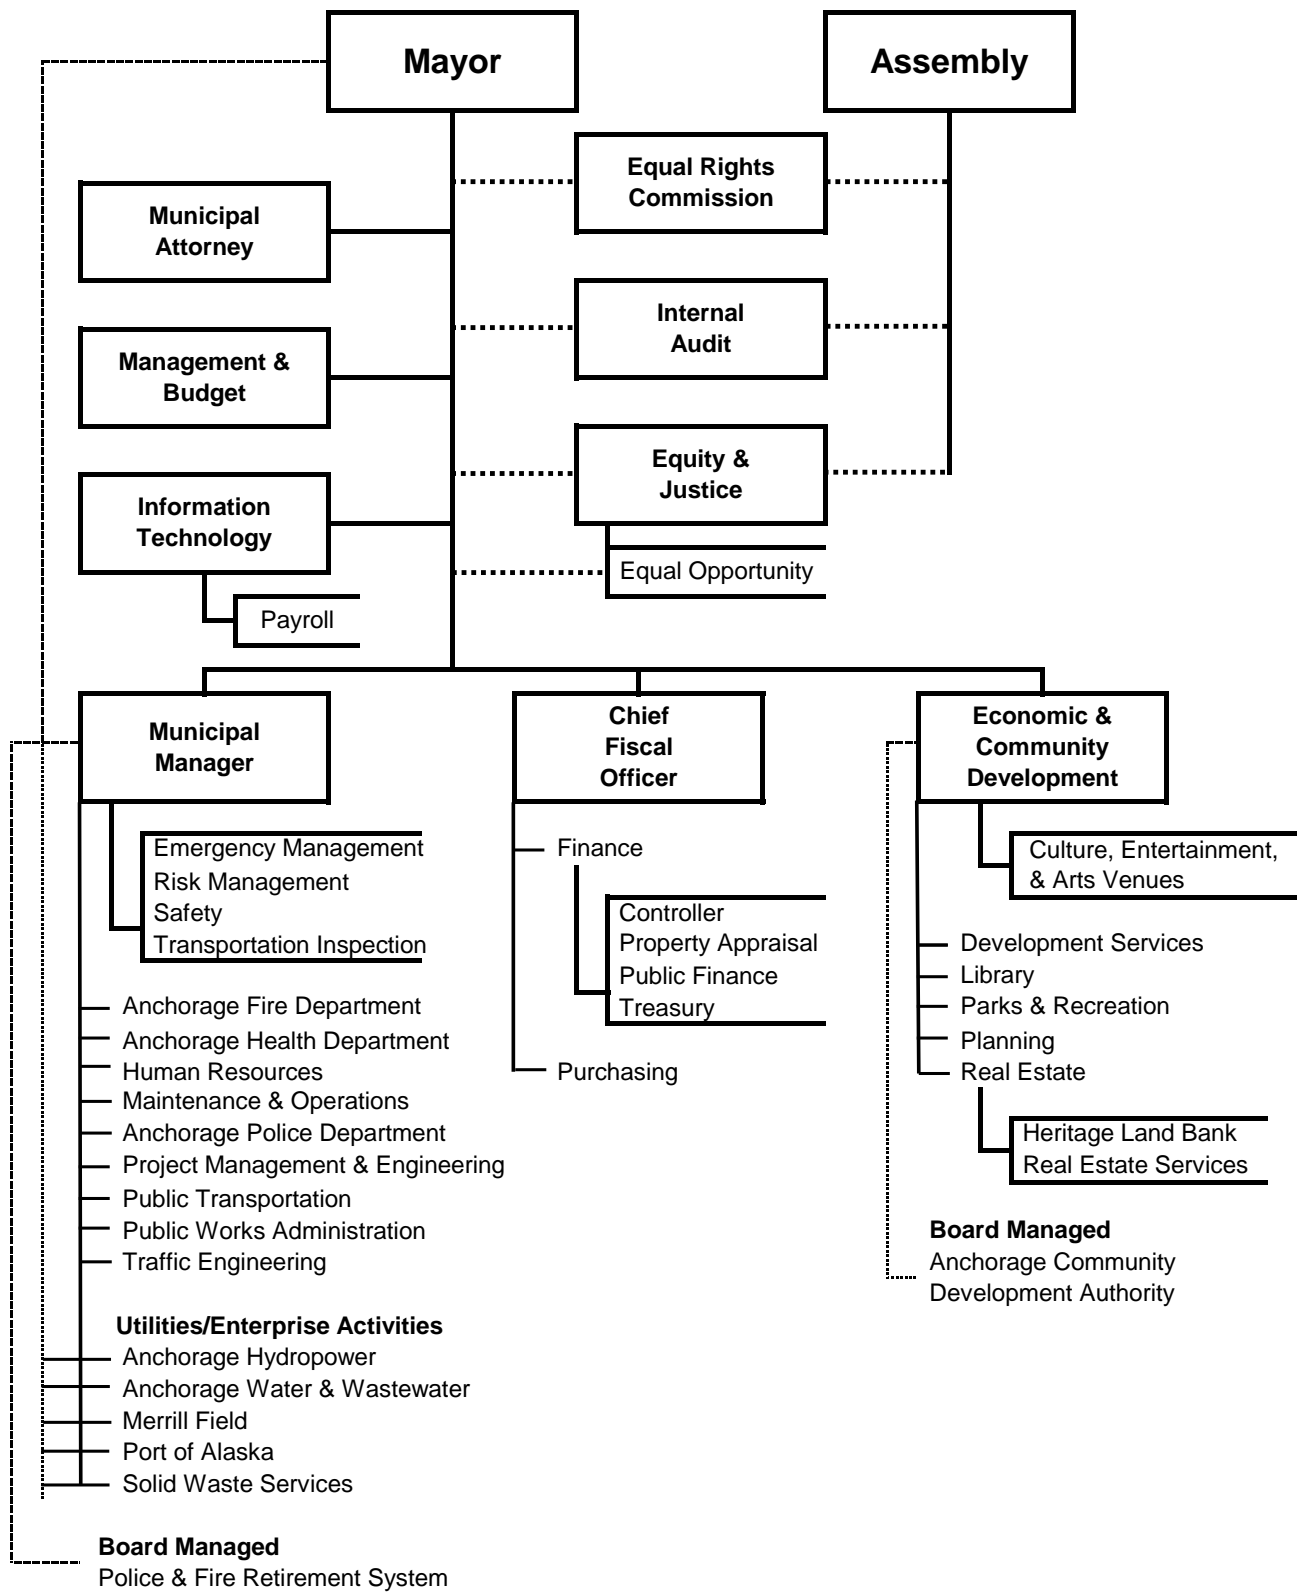 Mayor
Assembly
Equal Rights
Commission
Municipal
Attorney
Internal
Audit
Management &
Budget
Equity &
Justice
Information
Technology
Equal Opportunity
Payroll
Municipal
Manager
Chief
Fiscal
Officer
Economic &
Community
Development
Emergency Management
Risk Management
Safety
Transportation Inspection
Anchorage Fire Department
Anchorage Health Department
Human Resources
Maintenance & Operations
Anchorage Police Department
Project Management & Engineering
Public Transportation
Public Works Administration
Traffic Engineering
Utilities/Enterprise Activities
Anchorage Hydropower
Anchorage Water & Wastewater
Merrill Field
Port of Alaska
Solid Waste Services
Board Managed
Police & Fire Retirement System
Finance
Controller
Property Appraisal
Public Finance
Treasury
Purchasing
Culture, Entertainment,
& Arts Venues
Development Services
Library
Parks & Recreation
Planning
Real Estate
Heritage Land Bank
Real Estate Services
Board Managed
Anchorage Community
Development Authority